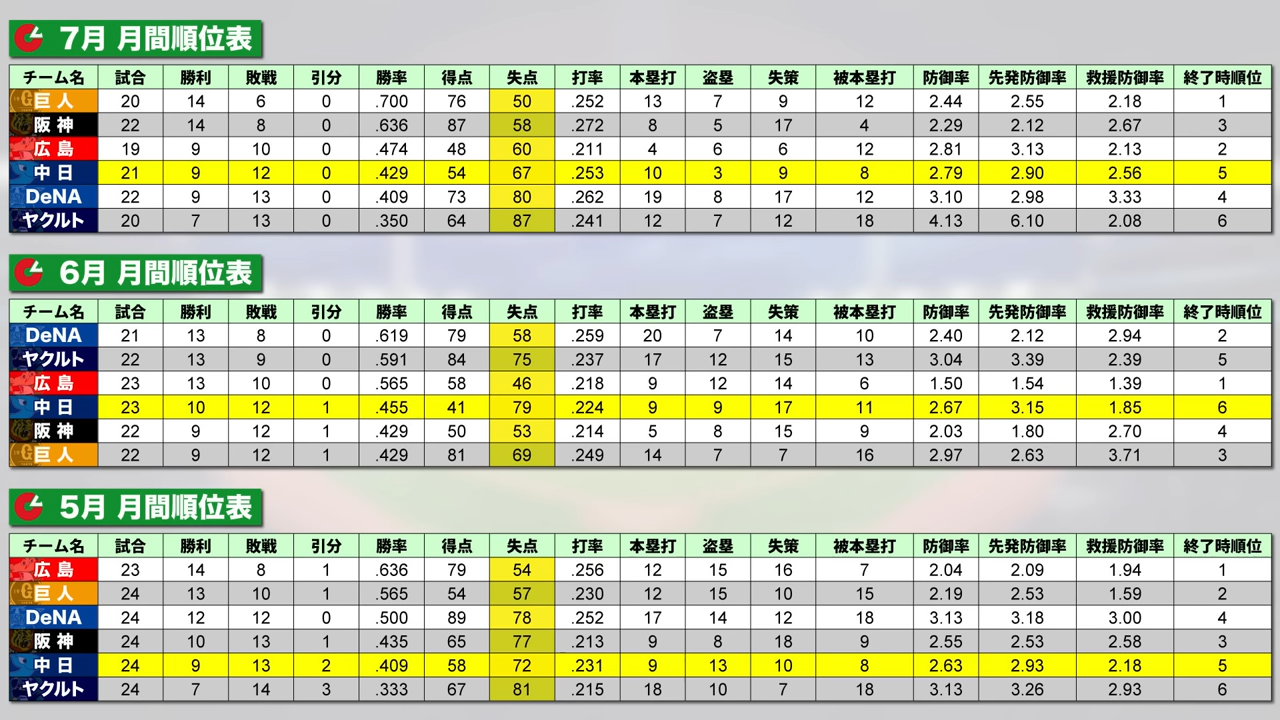 7月 月間順位表
チーム名 試合 勝利 敗戦 引分 勝率 得点 失点 打率 本塁打 盗塁 失策 被本塁打 防御率 先発防御率 救援防御率 終了時順位
巨人 20 14 6 0 .700 76 50 .252 13 7 9 12 2.44 2.55 2.18 1
阪神 22 14 8 0 .636 87 58 .272 8 5 17 4 2.29 2.12 2.67 3
広島 19 9 10 0 .474 48 60 .211 4 6 6 12 2.81 3.13 2.13 2
中日 21 9 12 0 .429 54 67 .253 10 3 9 8 2.79 2.90 2.56 5
DeNA 22 9 13 0 .409 73 80 .262 19 8 17 12 3.10 2.98 3.33 4
ヤクルト 20 7 13 0 .350 64 87 .241 12 7 12 18 4.13 6.10 2.08 6
6月 月間順位表
チーム名 試合 勝利 敗戦 引分 勝率 得点 失点 打率 本塁打 盗塁 失策 被本塁打 防御率 先発防御率 救援防御率 終了時順位
DeNA 21 13 8 0 .619 79 58 .259 20 7 14 10 2.40 2.12 2.94 2
ヤクルト 22 13 9 0 .591 84 75 .237 17 12 15 13 3.04 3.39 2.39 5
広島 23 13 10 0 .565 58 46 .218 9 12 14 6 1.50 1.54 1.39 1
中日 23 10 12 1 .455 41 79 .224 9 9 17 11 2.67 3.15 1.85 6
阪神 22 9 12 1 .429 50 53 .214 5 8 15 9 2.03 1.80 2.70 4
巨人 22 9 12 1 .429 81 69 .249 14 7 7 16 2.97 2.63 3.71 3
5月 月間順位表
チーム名 試合 勝利 敗戦 引分 勝率 得点 失点 打率 本塁打 盗塁 失策 被本塁打 防御率 先発防御率 救援防御率 終了時順位
広島 23 14 8 1 .636 79 54 .256 12 15 16 7 2.04 2.09 1.94 1
巨人 24 13 10 1 .565 54 57 .230 12 15 10 15 2.19 2.53 1.59 2
DeNA 24 12 12 0 .500 89 78 .252 17 14 12 18 3.13 3.18 3.00 4
阪神 24 10 13 1 .435 65 77 .213 9 8 18 9 2.55 2.53 2.58 3
中日 24 9 13 2 .409 58 72 .231 9 13 10 8 2.63 2.93 2.18 5
ヤクルト 24 7 14 3 .333 67 81 .215 18 10 7 18 3.13 3.26 2.93 6